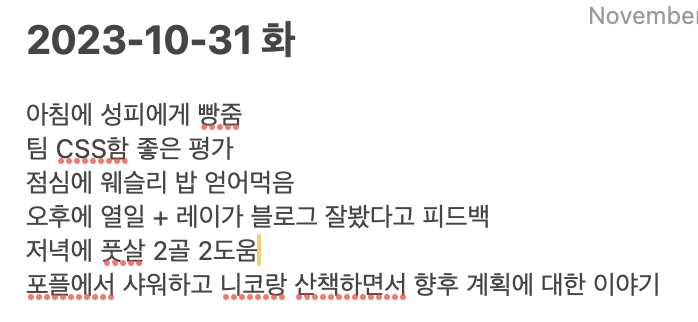 November
2023-10-31 화
아침에 성피에게 빵줌
팀 CSS함 좋은 평가
점심에 웨슬리 밥 얻어먹음
오후에 열일 + 레이가 블로그 잘봤다고 피드백
저녁에 풋살 2골 2도움
포플에서 샤워하고 니코랑 산책하면서 향후 계획에 대한 이야기